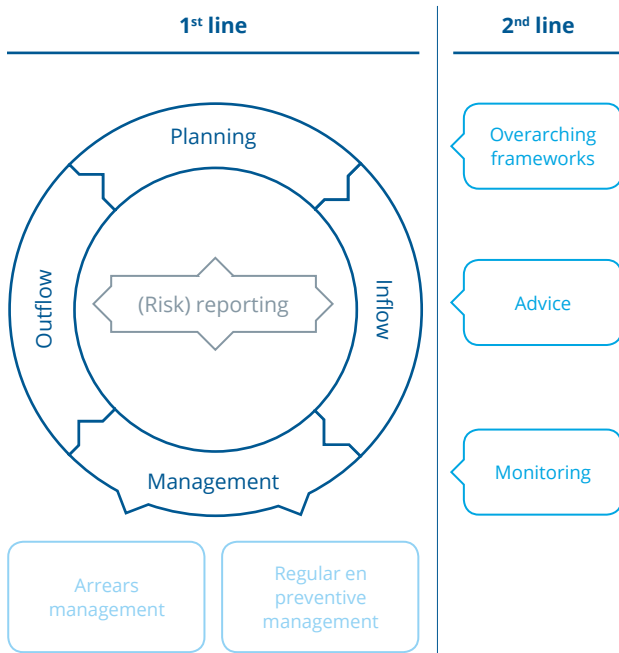 1st line
Planning
Outflow
(Risk) reporting
Inflow
Management
Arrears
management
Regular en
preventive
management
2nd line
Overarching
frameworks
Advice
Monitoring